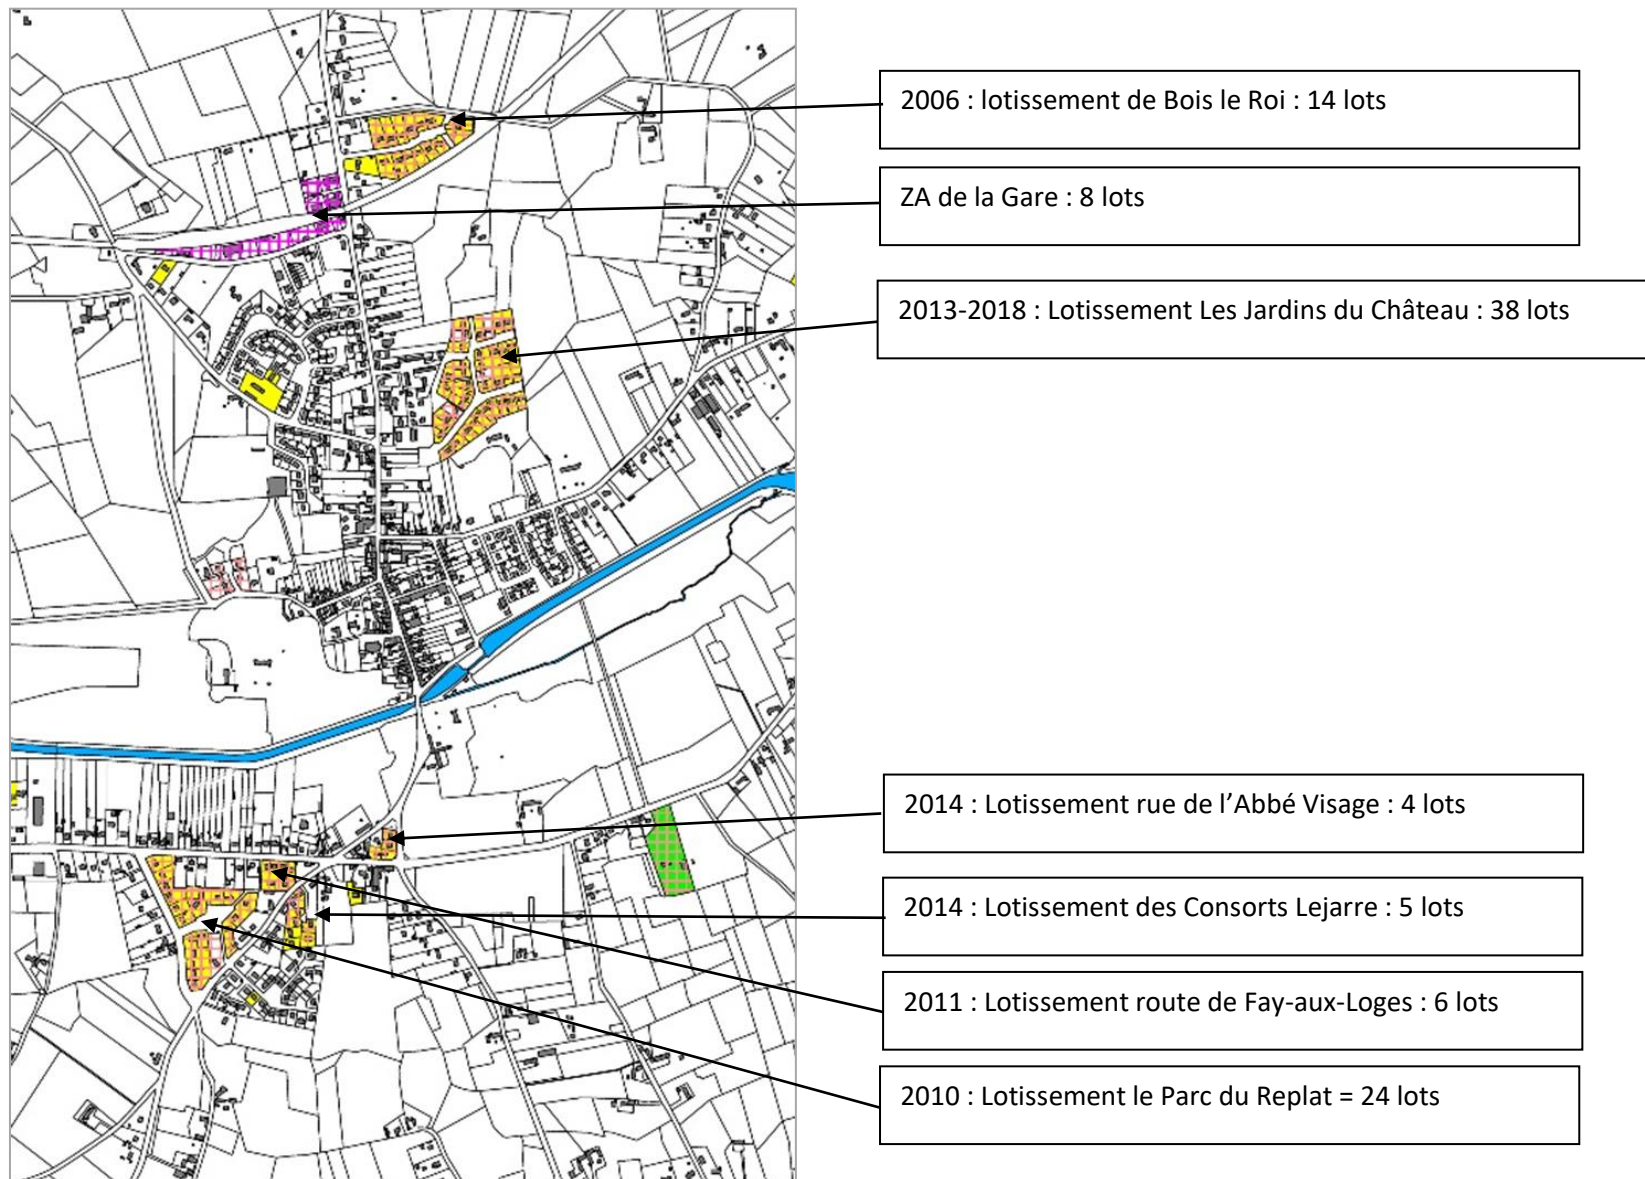 2006 : lotissement de Bois le Roi : 14 lots
ZA de la Gare : 8 lots
2013-2018 : Lotissement Les Jardins du Château : 38 lots
2014 : Lotissement rue de l’Abbé Visage : 4 lots
2014 : Lotissement des Consorts Lejarre : 5 lots
2011 : Lotissement route de Fay-aux-Loges : 6 lots
2010 : Lotissement le Parc du Replat = 24 lots